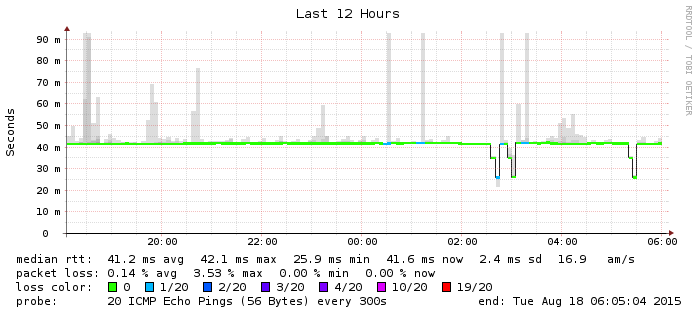 Last 12 Hours
RRDTOOL / TOBI OETIKER
Seconds
90 m
80 m
70 m
60 m
50 m
40 m
30 m
20 m
10 m
0
20:00 22:00 00:00 02:00 04:00 06:00
median rtt: 41.2 ms avg 42.1 ms max 25.9 ms min 41.6 ms now 2.4 ms sd 16.9 am/s
packet loss: 0.14 % avg 3.53 % max 0.00 % min 0.00 % now
loss color: 0 1/20 2/20 3/20 4/20 10/20 19/20
probe: 20 ICMP Echo Pings (56 Bytes) every 300s end: Tue Aug 18 06:05:04 2015